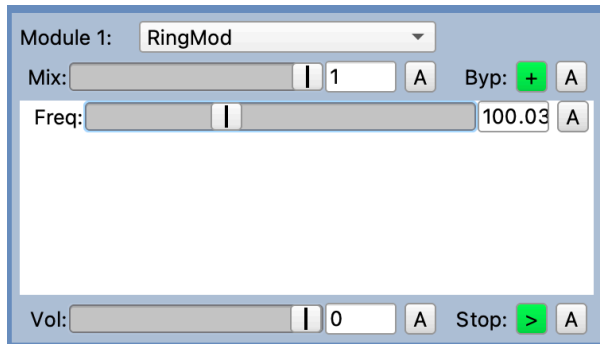 Module 1: RingMod
Mix: 1 A Byp: + A
Freq: 100.03 A
Vol: 0 A Stop: > A